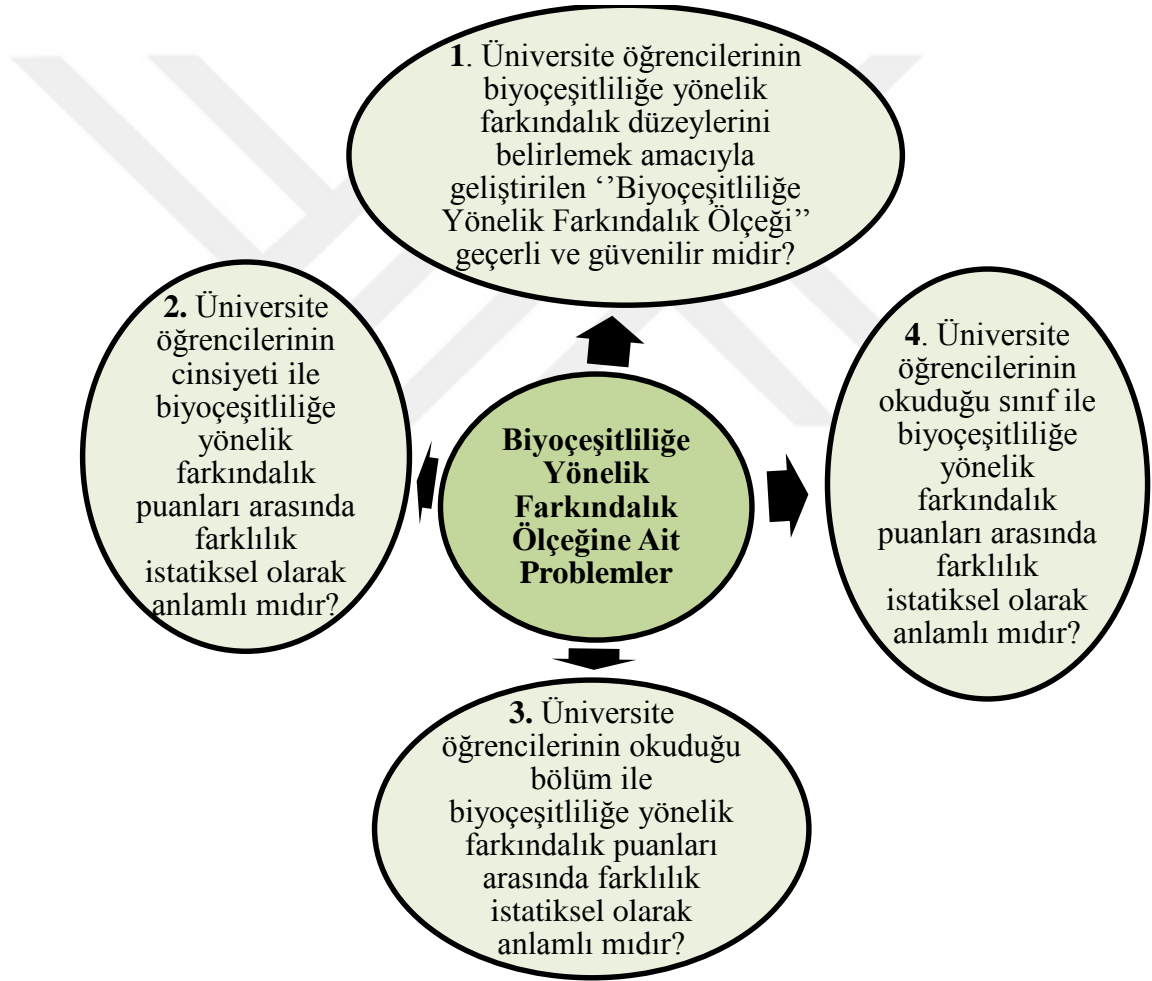 1. Üniversite öğrencilerinin
biyoçeşitliliğe yönelik
farkındalık düzeylerini
belirlemek amacıyla
geliştirilen ‘’Biyoçeşitliliğe
Yönelik Farkındalık Ölçeği’’
geçerli ve güvenilir midir?
2. Üniversite
öğrencilerinin
cinsiyeti ile
biyoçeşitliliğe
yönelik
farkındalık
puanları arasında
farklılık
istatiksel olarak
anlamlı mıdır?
Biyoçeşitliliğe
Yönelik
Farkındalık
Ölçeğine Ait
Problemler
4. Üniversite
öğrencilerinin
okuduğu sınıf ile
biyoçeşitliliğe
yönelik
farkındalık
puanları arasında
farklılık
istatiksel olarak
anlamlı mıdır?
3. Üniversite
öğrencilerinin okuduğu
bölüm ile
biyoçeşitliliğe yönelik
farkındalık puanları
arasında farklılık
istatiksel olarak
anlamlı mıdır?